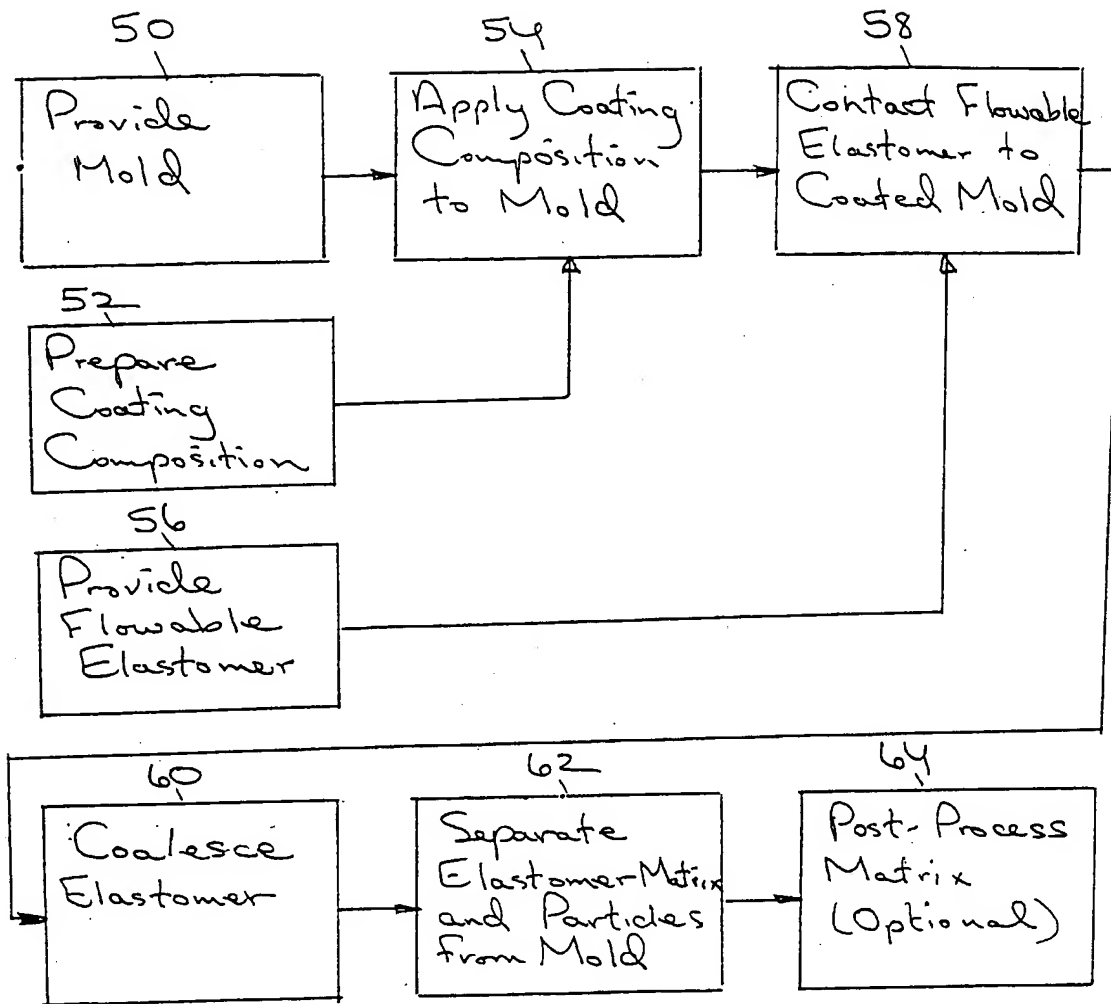 50
Provide
Mold
54
Apply Coating
Composition
to Mold
58
Contact Flowable
Elastomer to
Coated Mold
52
Prepare
Coating
Composition
56
Provide
Flowable
Elastomer
60
Coalesce
Elastomer
62
Separate
Elastomer Matrix
and Particles
from Mold
64
Post-Process
Matrix
(Optional)